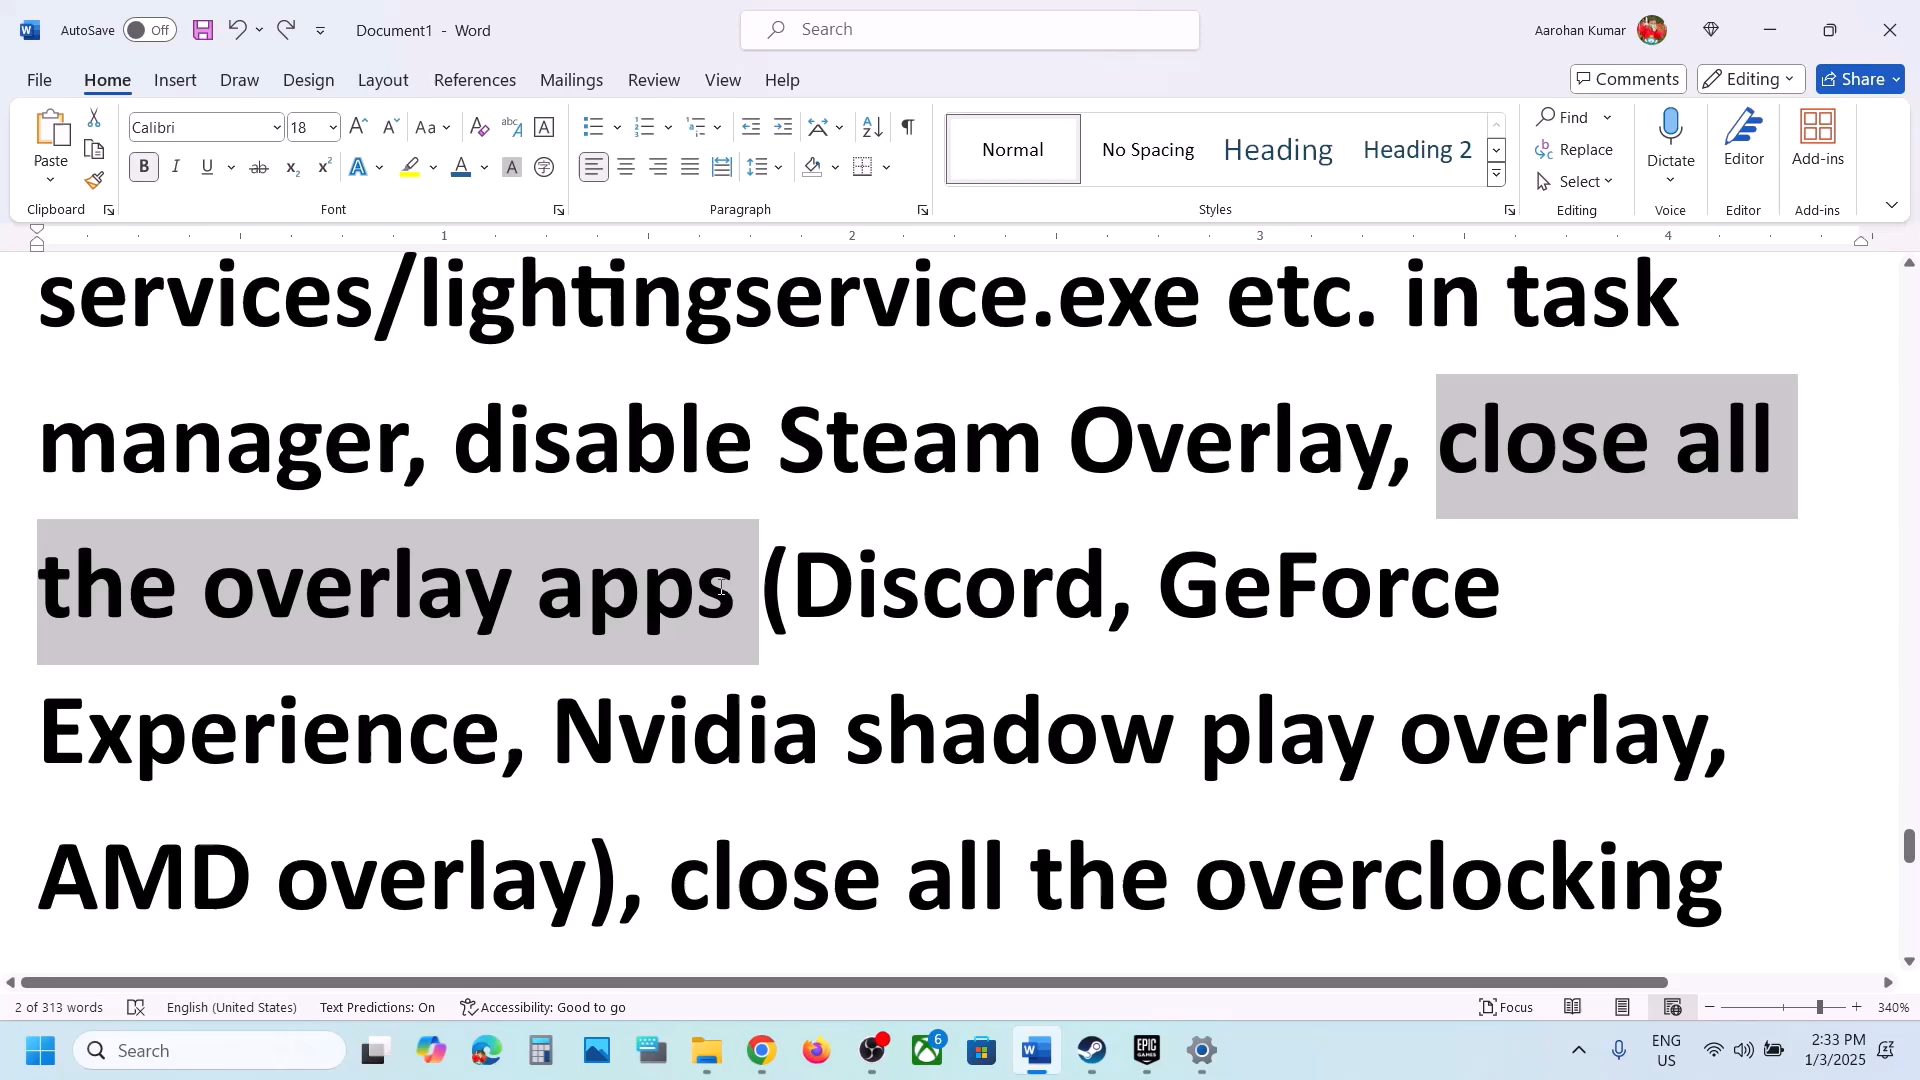 AutoSave Off Document1 - Word Search Aarohan Kumar
File Home Insert Draw Design Layout References Mailings Review View Help Comments Editing Share
Paste Calibri 18 Normal No Spacing Heading Heading 2 Find Replace Select Dictate Editor Add-ins
Clipboard Font Paragraph Styles Editing Voice Editor Add-ins
1 2 3 4
services/lightingservice.exe etc. in task
manager, disable Steam Overlay, close all
the overlay apps (Discord, GeForce
Experience, Nvidia shadow play overlay,
AMD overlay), close all the overclocking
2 of 313 words English (United States) Text Predictions: On Accessibility: Good to go Focus 340%
Search 6 ENG US 2:33 PM 1/3/2025